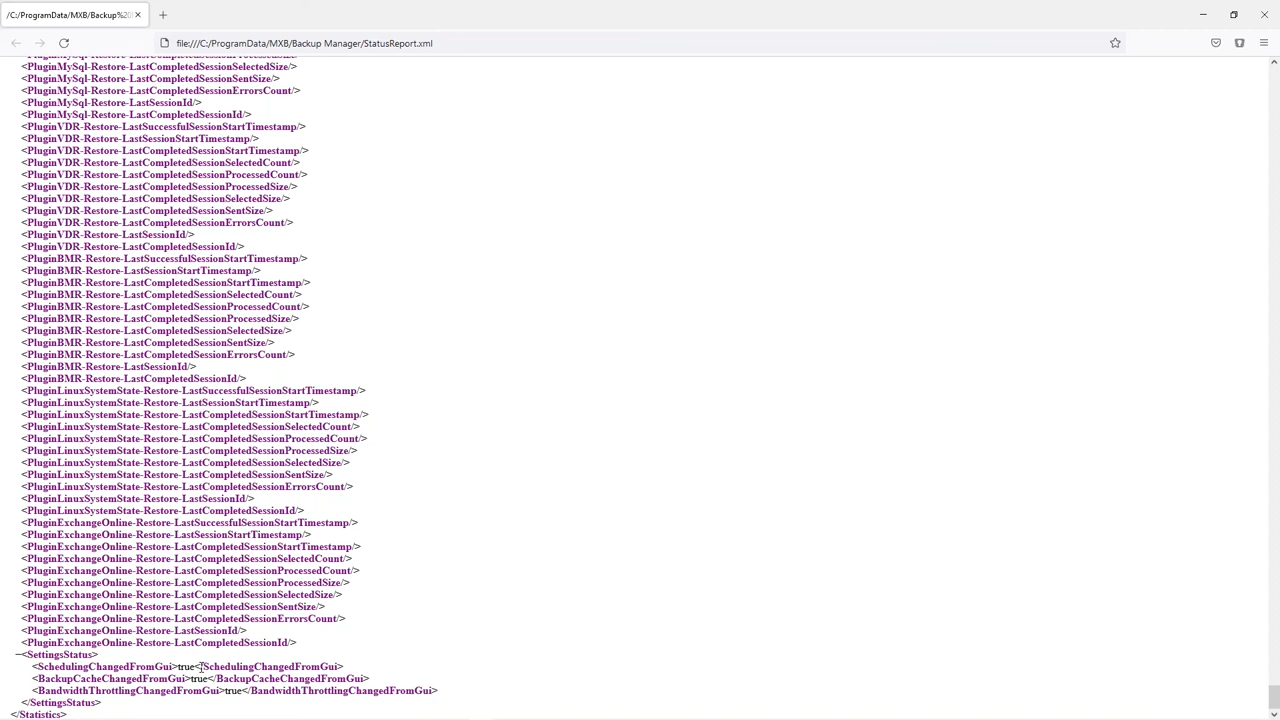 /C:/ProgramData/MXB/Backup%20
file:///C:/ProgramData/MXB/Backup Manager/StatusReport.xml
<PluginMySql-Restore-LastCompletedSessionProcessedSize/>
<PluginMySql-Restore-LastCompletedSessionSelectedSize/>
<PluginMySql-Restore-LastCompletedSessionSentSize/>
<PluginMySql-Restore-LastCompletedSessionErrorsCount/>
<PluginMySql-Restore-LastSessionId/>
<PluginMySql-Restore-LastCompletedSessionId/>
<PluginVDR-Restore-LastSuccessfulSessionStartTimestamp/>
<PluginVDR-Restore-LastSessionStartTimestamp/>
<PluginVDR-Restore-LastCompletedSessionStartTimestamp/>
<PluginVDR-Restore-LastCompletedSessionSelectedCount/>
<PluginVDR-Restore-LastCompletedSessionProcessedCount/>
<PluginVDR-Restore-LastCompletedSessionProcessedSize/>
<PluginVDR-Restore-LastCompletedSessionSelectedSize/>
<PluginVDR-Restore-LastCompletedSessionSentSize/>
<PluginVDR-Restore-LastCompletedSessionErrorsCount/>
<PluginVDR-Restore-LastSessionId/>
<PluginVDR-Restore-LastCompletedSessionId/>
<PluginBMR-Restore-LastSuccessfulSessionStartTimestamp/>
<PluginBMR-Restore-LastSessionStartTimestamp/>
<PluginBMR-Restore-LastCompletedSessionStartTimestamp/>
<PluginBMR-Restore-LastCompletedSessionSelectedCount/>
<PluginBMR-Restore-LastCompletedSessionProcessedCount/>
<PluginBMR-Restore-LastCompletedSessionProcessedSize/>
<PluginBMR-Restore-LastCompletedSessionSelectedSize/>
<PluginBMR-Restore-LastCompletedSessionSentSize/>
<PluginBMR-Restore-LastCompletedSessionErrorsCount/>
<PluginBMR-Restore-LastSessionId/>
<PluginBMR-Restore-LastCompletedSessionId/>
<PluginLinuxSystemState-Restore-LastSuccessfulSessionStartTimestamp/>
<PluginLinuxSystemState-Restore-LastSessionStartTimestamp/>
<PluginLinuxSystemState-Restore-LastCompletedSessionStartTimestamp/>
<PluginLinuxSystemState-Restore-LastCompletedSessionSelectedCount/>
<PluginLinuxSystemState-Restore-LastCompletedSessionProcessedCount/>
<PluginLinuxSystemState-Restore-LastCompletedSessionProcessedSize/>
<PluginLinuxSystemState-Restore-LastCompletedSessionSelectedSize/>
<PluginLinuxSystemState-Restore-LastCompletedSessionSentSize/>
<PluginLinuxSystemState-Restore-LastCompletedSessionErrorsCount/>
<PluginLinuxSystemState-Restore-LastSessionId/>
<PluginLinuxSystemState-Restore-LastCompletedSessionId/>
<PluginExchangeOnline-Restore-LastSuccessfulSessionStartTimestamp/>
<PluginExchangeOnline-Restore-LastSessionStartTimestamp/>
<PluginExchangeOnline-Restore-LastCompletedSessionStartTimestamp/>
<PluginExchangeOnline-Restore-LastCompletedSessionSelectedCount/>
<PluginExchangeOnline-Restore-LastCompletedSessionProcessedCount/>
<PluginExchangeOnline-Restore-LastCompletedSessionProcessedSize/>
<PluginExchangeOnline-Restore-LastCompletedSessionSelectedSize/>
<PluginExchangeOnline-Restore-LastCompletedSessionSentSize/>
<PluginExchangeOnline-Restore-LastCompletedSessionErrorsCount/>
<PluginExchangeOnline-Restore-LastSessionId/>
<PluginExchangeOnline-Restore-LastCompletedSessionId/>
−<SettingsStatus>
<SchedulingChangedFromGui>true</SchedulingChangedFromGui>
<BackupCacheChangedFromGui>true</BackupCacheChangedFromGui>
<BandwidthThrottlingChangedFromGui>true</BandwidthThrottlingChangedFromGui>
</SettingsStatus>
</Statistics>